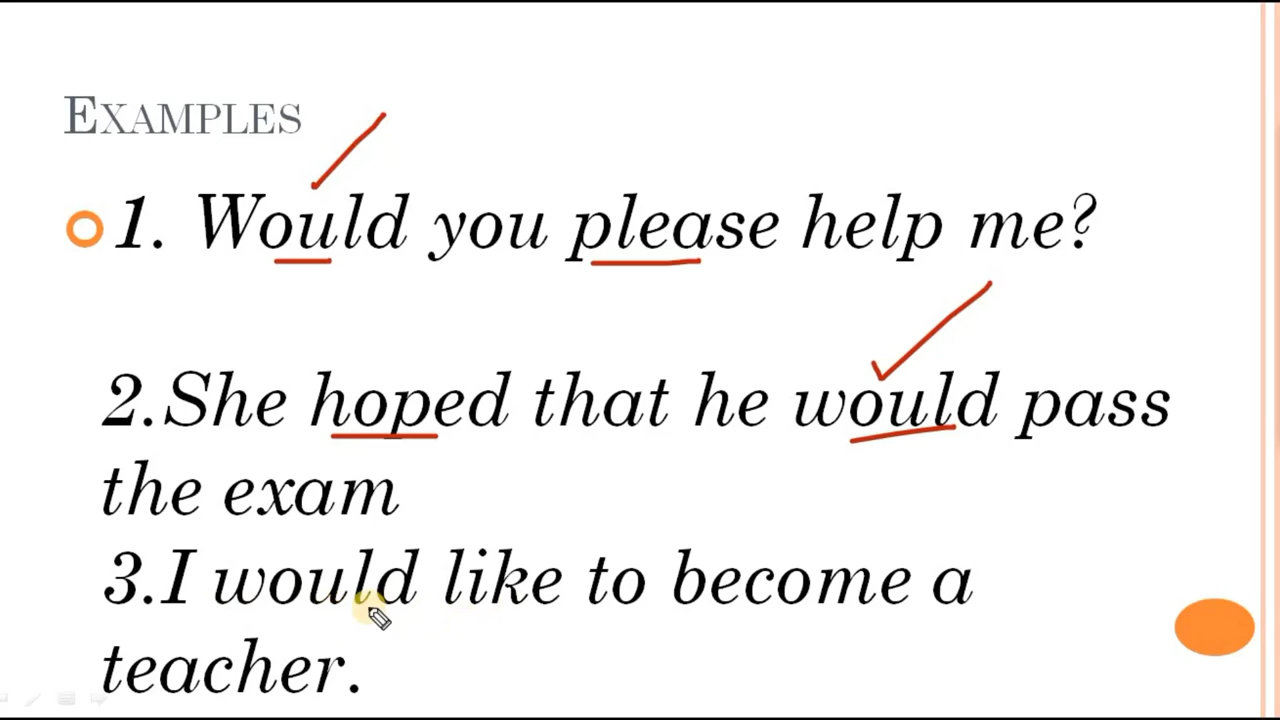 EXAMPLES
1. Would you please help me?
2.She hoped that he would pass
the exam
3.I would like to become a
teacher.